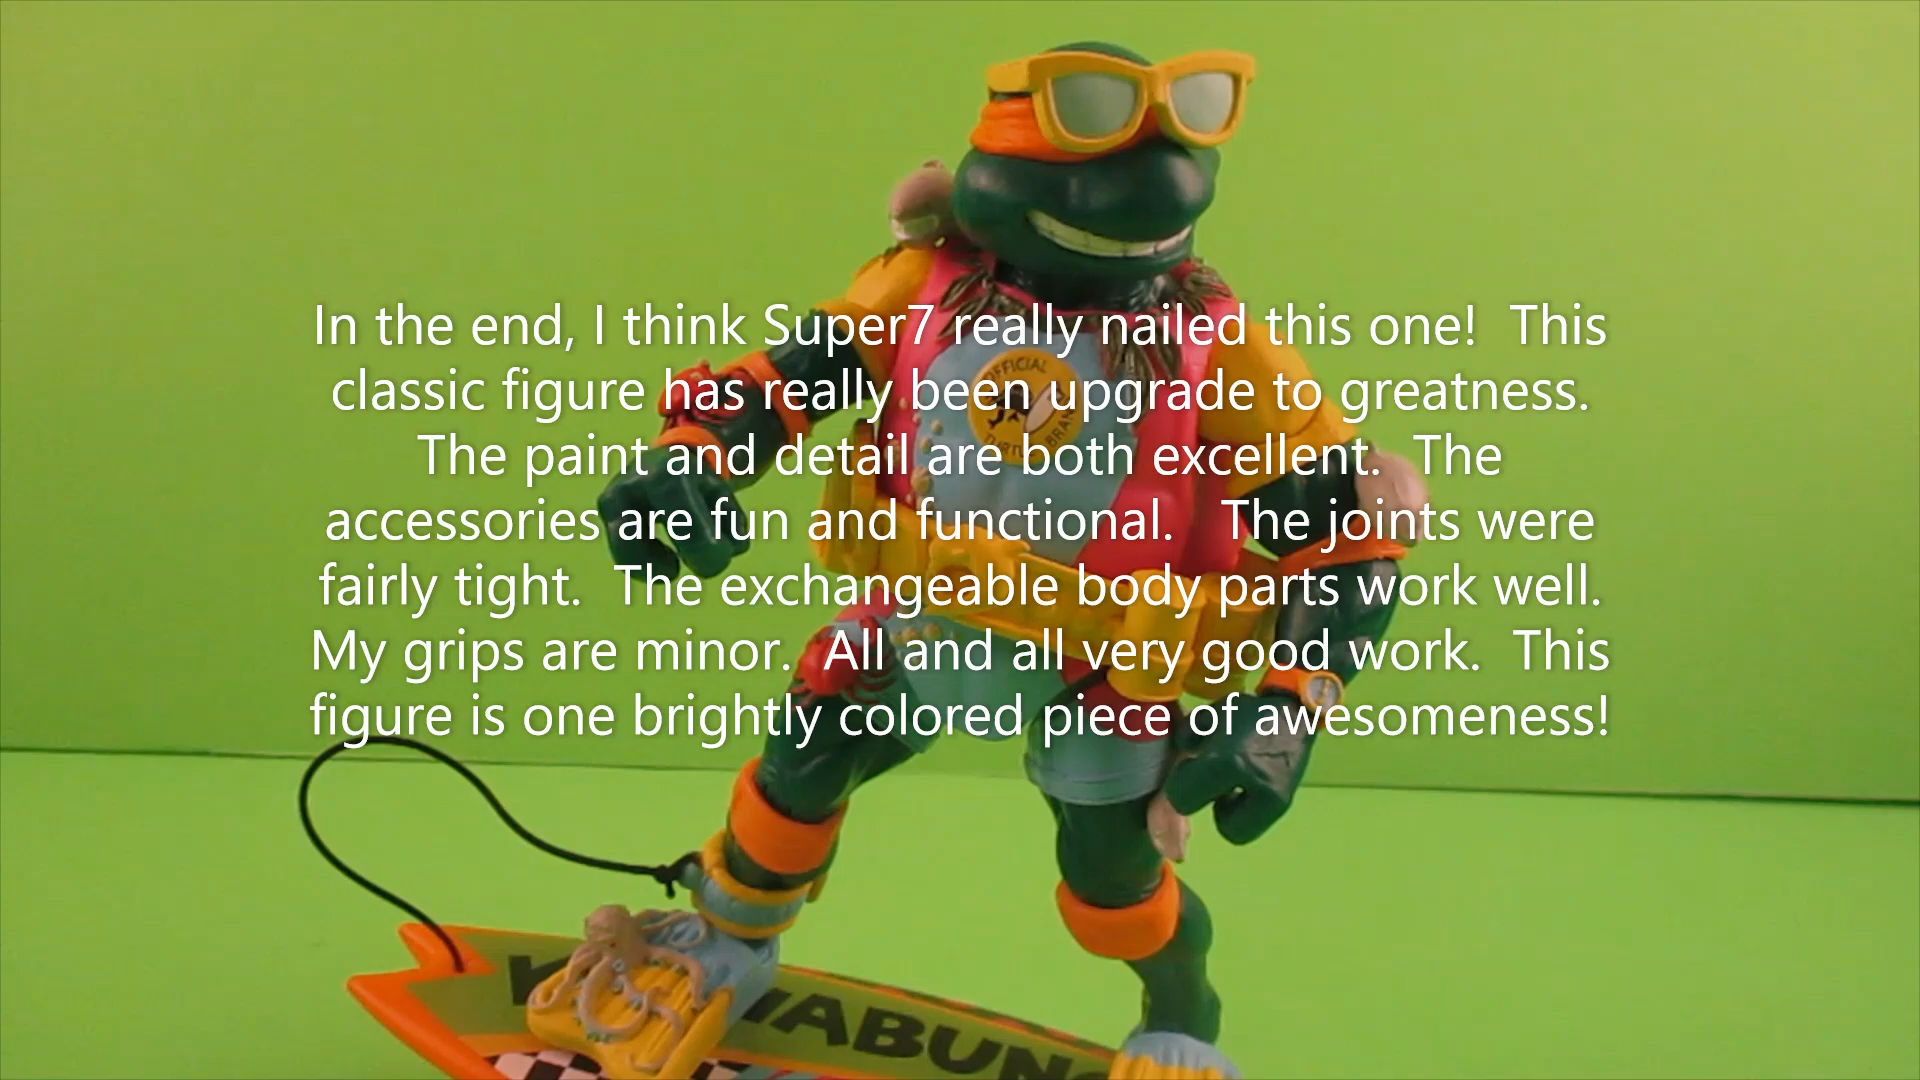 In the end, I think Super7 really nailed this one!  This
classic figure has really been upgrade to greatness.
The paint and detail are both excellent.  The
accessories are fun and functional.   The joints were
fairly tight.  The exchangeable body parts work well.
My grips are minor.  All and all very good work.  This
figure is one brightly colored piece of awesomeness!
OFFICIAL